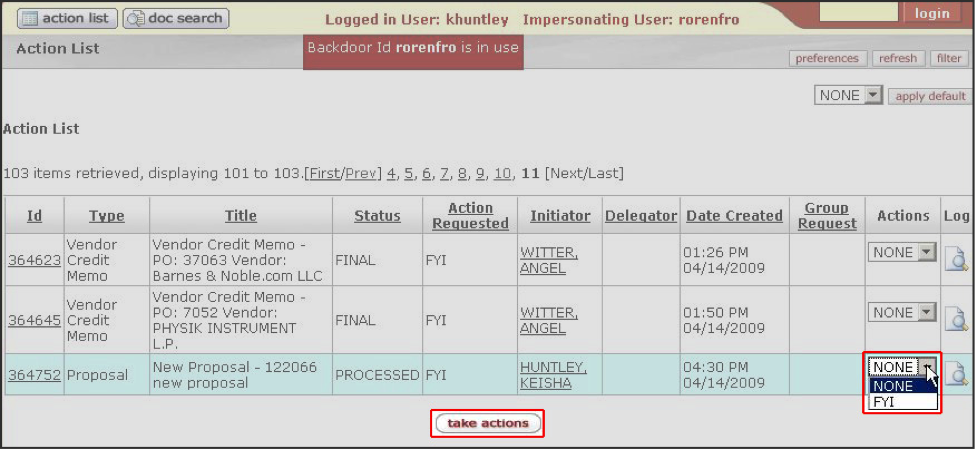 action list doc search Logged in User: khuntley Impersonating User: rorenfro login
Action List Backdoor Id rorenfro is in use
preferences refresh filter
NONE apply default
Action List
103 items retrieved, displaying 101 to 103.[First/Prev] 4, 5, 6, 7, 8, 9, 10, 11 [Next/Last]
Id Type Title Status Action Requested Initiator Delegator Date Created Group Request Actions Log
364623 Vendor Credit Memo Vendor Credit Memo - PO: 37063 Vendor: Barnes & Noble.com LLC FINAL FYI WITTER, ANGEL 01:26 PM 04/14/2009 NONE
364645 Vendor Credit Memo Vendor Credit Memo - PO: 7052 Vendor: PHYSIK INSTRUMENT L.P. FINAL FYI WITTER, ANGEL 01:50 PM 04/14/2009 NONE
364752 Proposal New Proposal - 122066 new proposal PROCESSED FYI HUNTLEY, KEISHA 04:30 PM 04/14/2009 NONE
NONE
FYI
take actions